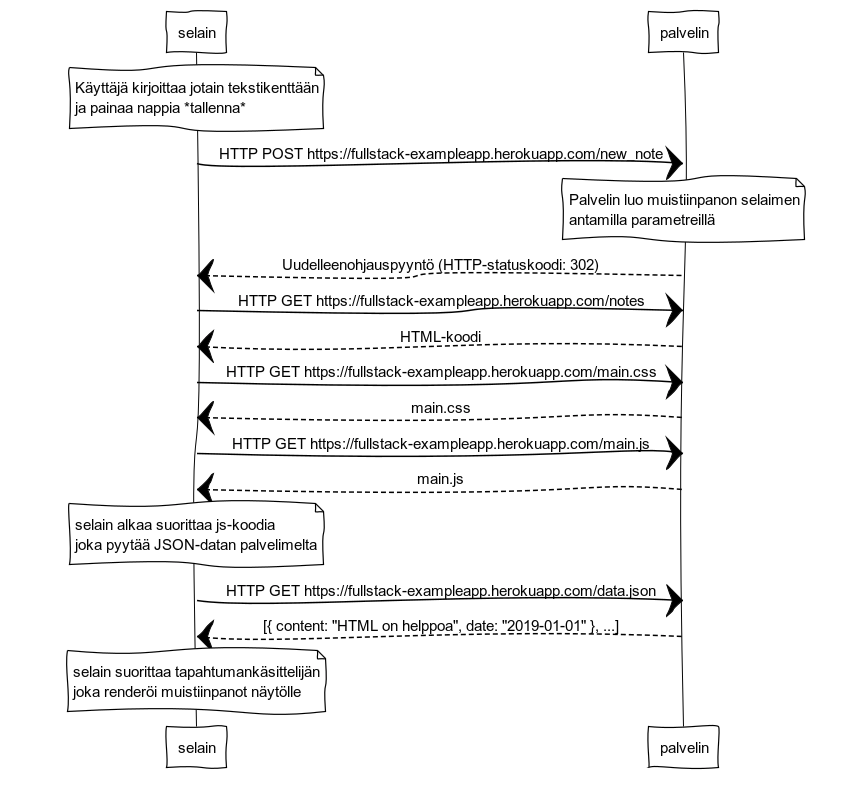 selain
palvelin
Käyttäjä kirjoittaa jotain tekstikenttään
ja painaa nappia *tallenna*
HTTP POST https://fullstack-exampleapp.herokuapp.com/new_note
Palvelin luo muistiinpanon selaimen
antamilla parametreillä
Uudelleenohjauspyyntö (HTTP-statuskoodi: 302)
HTTP GET https://fullstack-exampleapp.herokuapp.com/notes
HTML-koodi
HTTP GET https://fullstack-exampleapp.herokuapp.com/main.css
main.css
HTTP GET https://fullstack-exampleapp.herokuapp.com/main.js
main.js
selain alkaa suorittaa js-koodia
joka pyytää JSON-datan palvelimelta
HTTP GET https://fullstack-exampleapp.herokuapp.com/data.json
[{ content: "HTML on helppoa", date: "2019-01-01" }, ...]
selain suorittaa tapahtumankäsittelijän
joka renderöi muistiinpanot näytölle
selain
palvelin